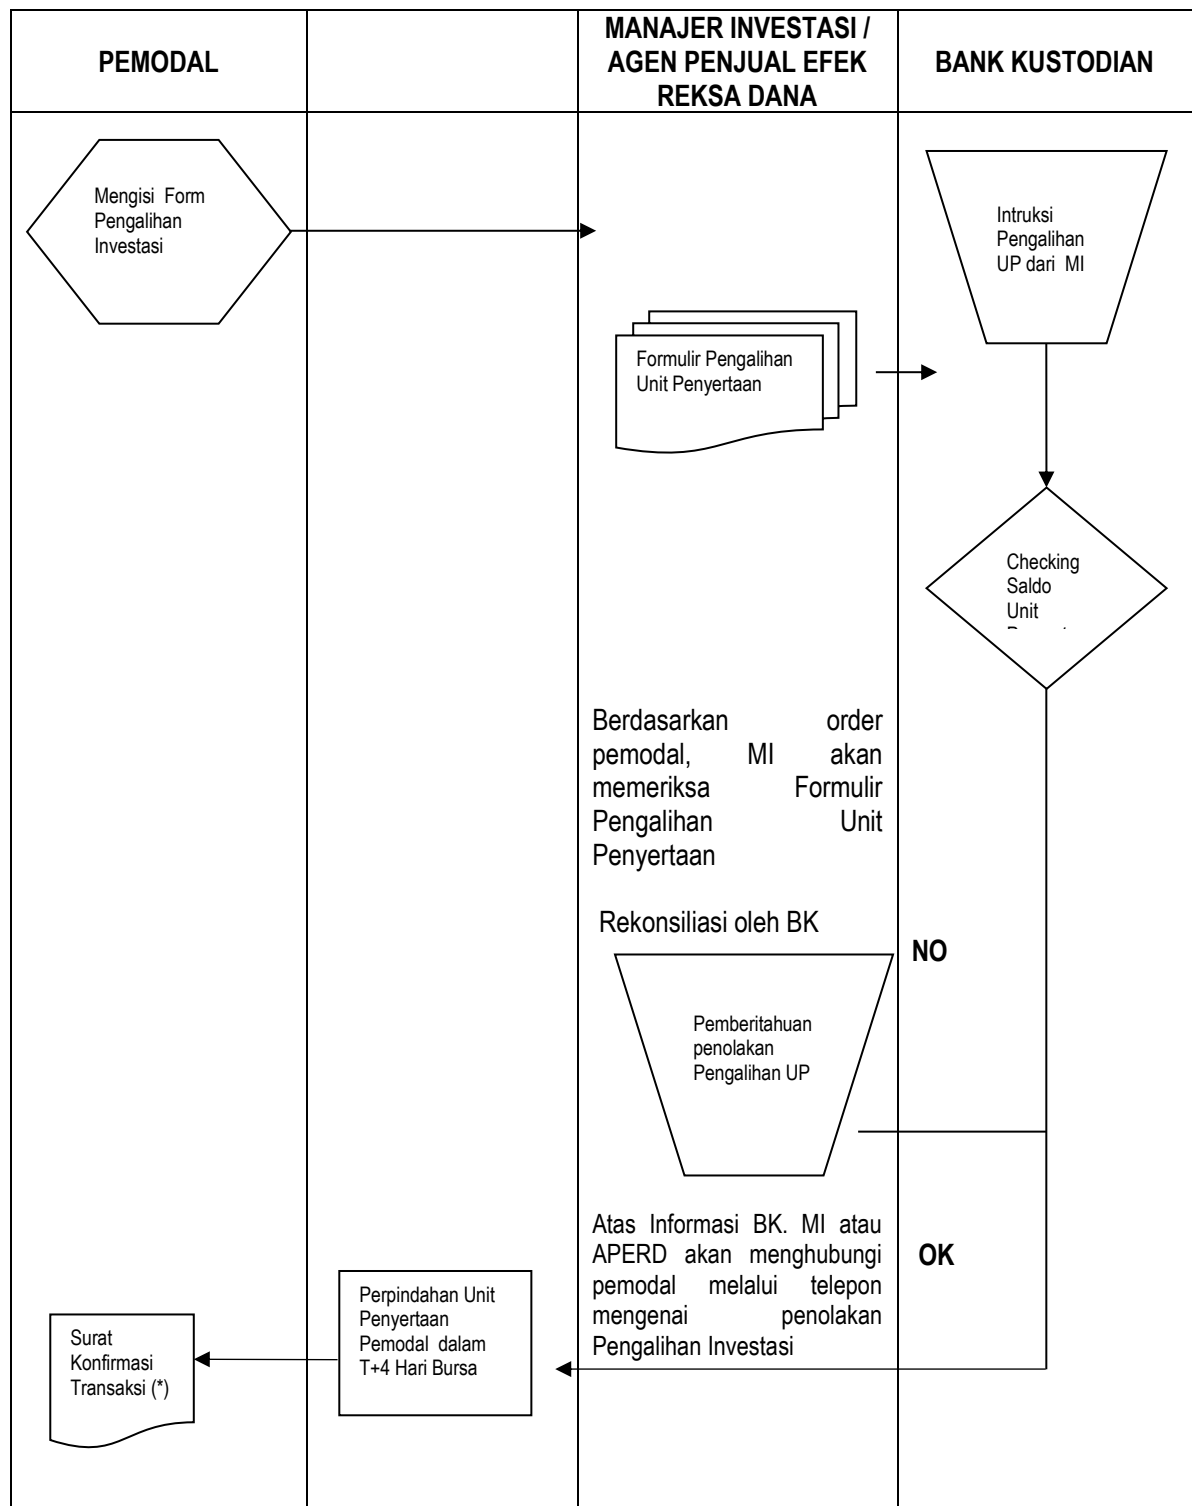 PEMODAL
MANAJER INVESTASI /
AGEN PENJUAL EFEK
REKSA DANA
BANK KUSTODIAN
Mengisi Form
Pengalihan
Investasi
Intruksi
Pengalihan
UP dari MI
Formulir Pengalihan
Unit Penyertaan
Checking
Saldo
Unit
Berdasarkan order
pemodal, MI akan
memeriksa Formulir
Pengalihan Unit
Penyertaan
Rekonsiliasi oleh BK
NO
Pemberitahuan
penolakan
Pengalihan UP
Atas Informasi BK. MI atau
APERD akan menghubungi
pemodal melalui telepon
mengenai penolakan
Pengalihan Investasi
OK
Perpindahan Unit
Penyertaan
Pemodal dalam
T+4 Hari Bursa
Surat
Konfirmasi
Transaksi (*)